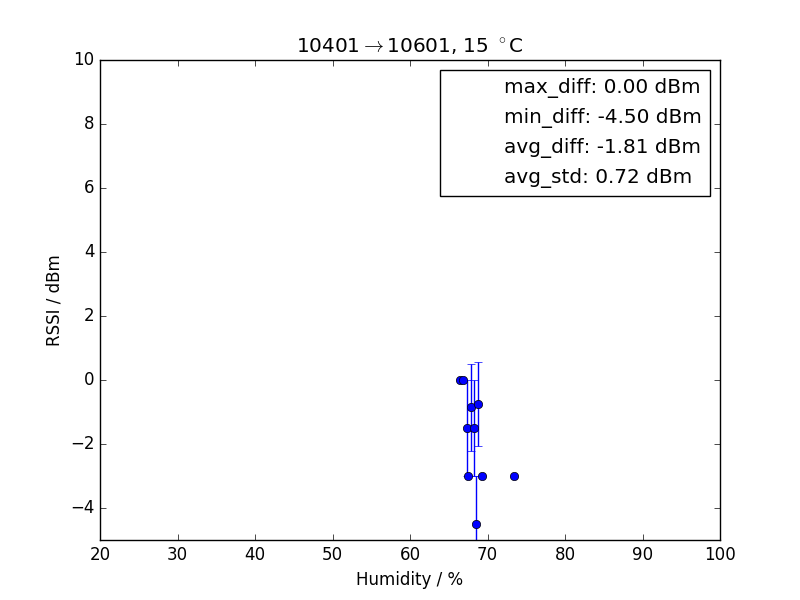 10401→10601, 15 °C
max_diff: 0.00 dBm
min_diff: -4.50 dBm
avg_diff: -1.81 dBm
avg_std: 0.72 dBm
10
8
6
4
2
0
−2
−4
RSSI / dBm
20 30 40 50 60 70 80 90 100
Humidity / %